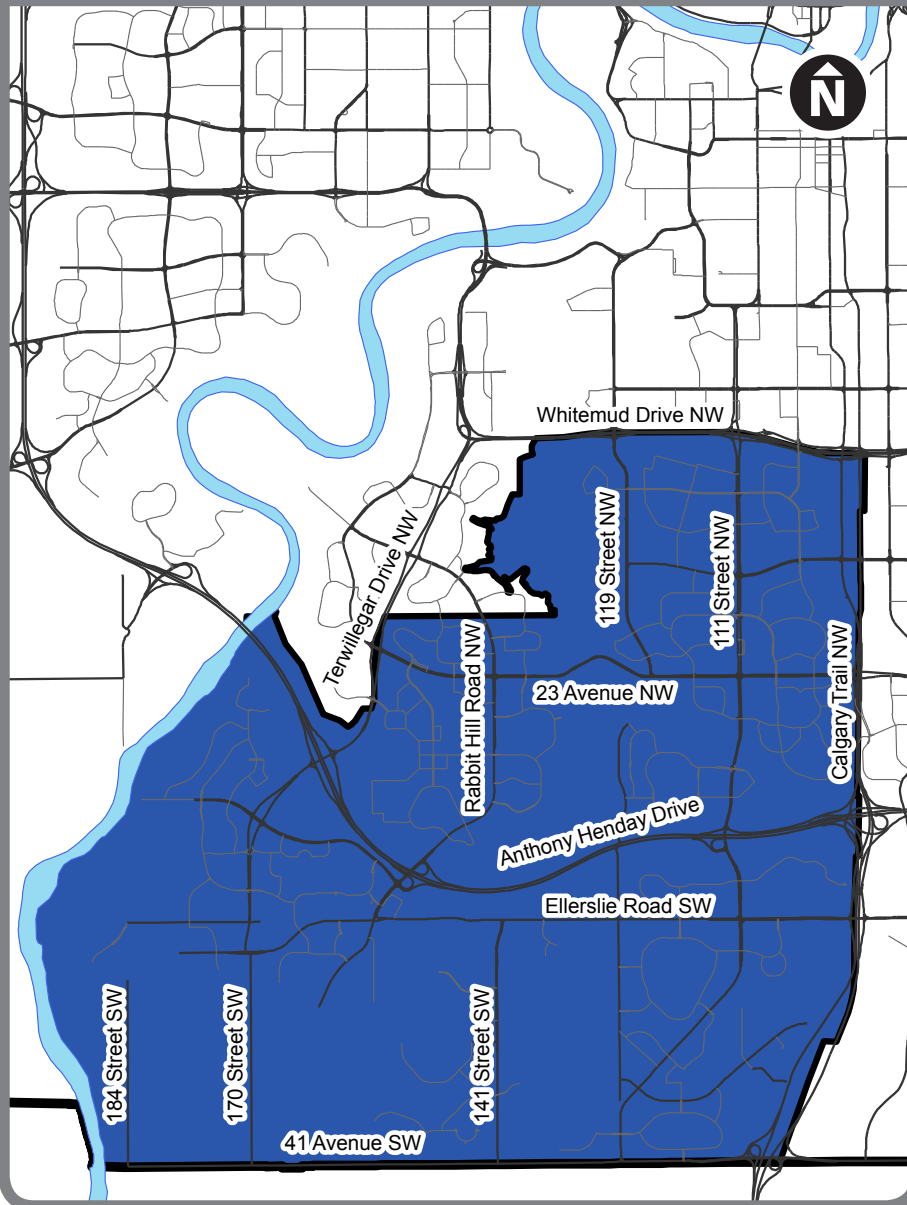 N
Whitemud Drive NW
Terwillegar Drive NW
119 Street NW
111 Street NW
Rabbit Hill Road NW
23 Avenue NW
Calgary Trail NW
Anthony Henday Drive
Ellerslie Road SW
184 Street SW
170 Street SW
141 Street SW
41 Avenue SW